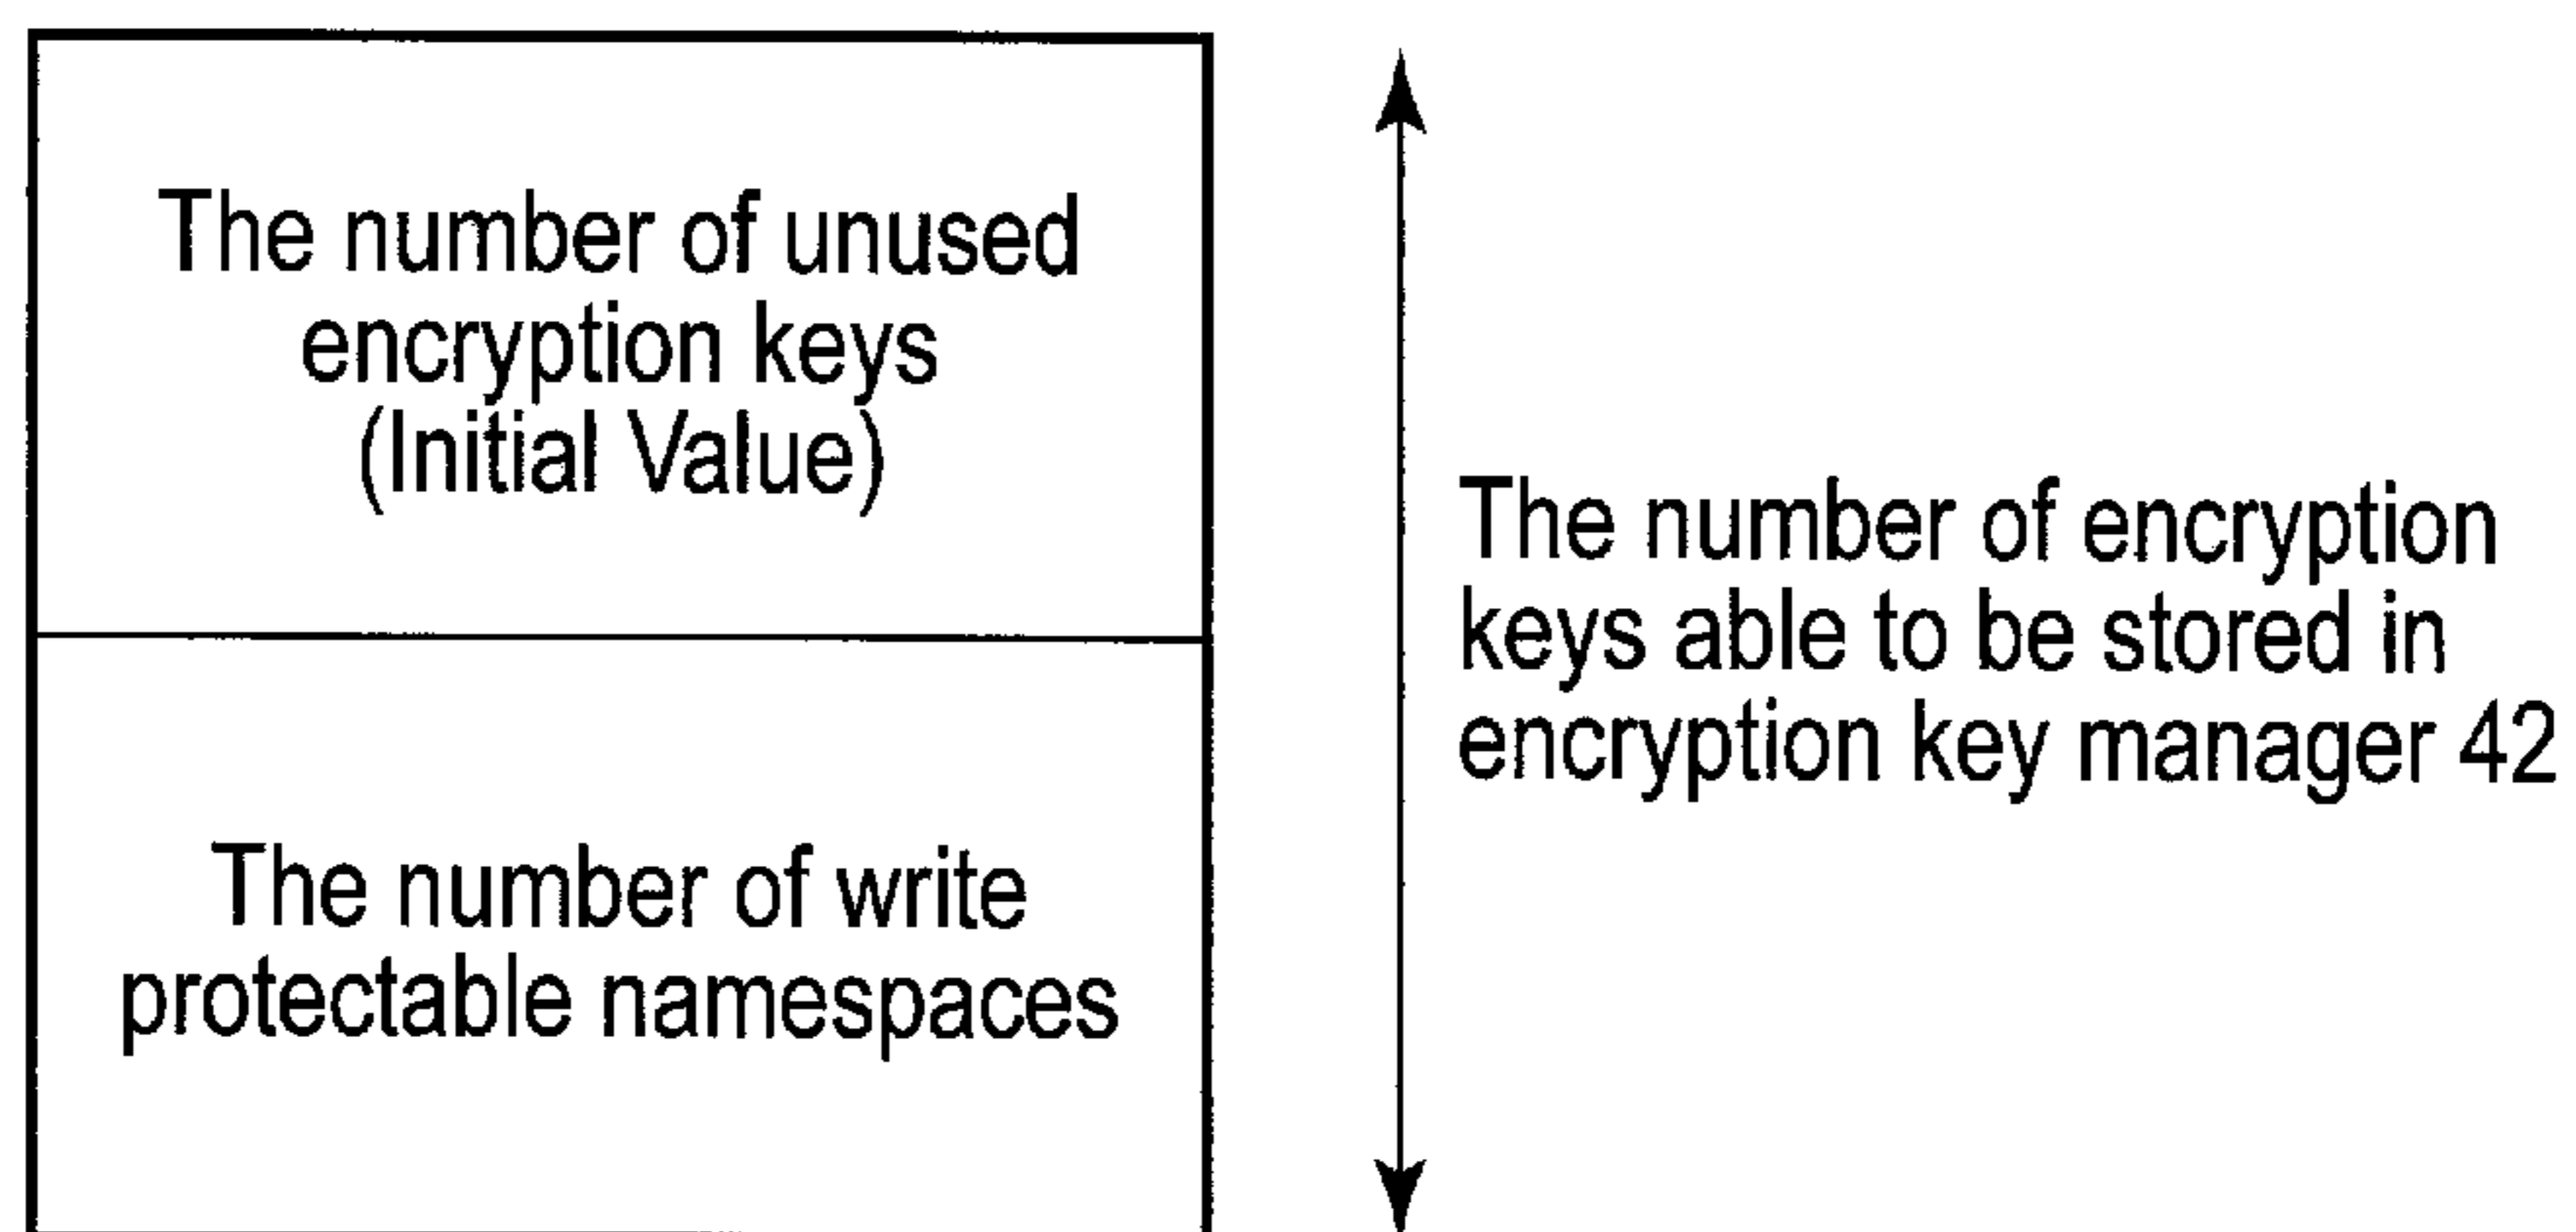 The number of unused
encryption keys
(Initial Value)
The number of write
protectable namespaces
The number of encryption
keys able to be stored in
encryption key manager 42